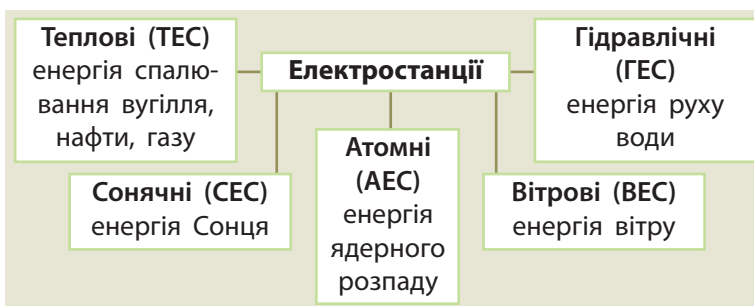 Електростанції
Теплові (ТЕС)
енергія спалю-
вання вугілля,
нафти, газу
Сонячні (СЕС)
енергія Сонця
Атомні
(АЕС)
енергія
ядерного
розпаду
Вітрові (ВЕС)
енергія вітру
Гідравлічні
(ГЕС)
енергія руху
води